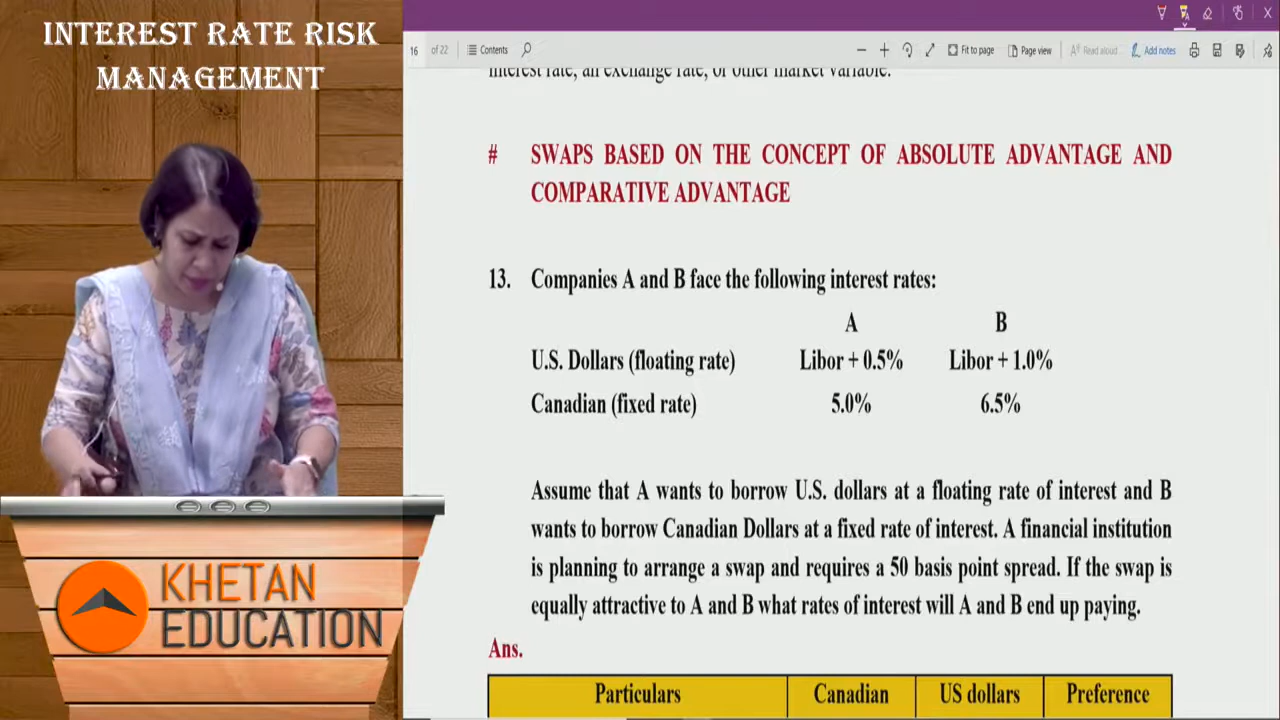 INTEREST RATE RISK
MANAGEMENT
16 of 22 Contents Fit to page Page view Read aloud Add notes
interest rate, an exchange rate, or other market variable.
# SWAPS BASED ON THE CONCEPT OF ABSOLUTE ADVANTAGE AND
COMPARATIVE ADVANTAGE
13. Companies A and B face the following interest rates:
A B
U.S. Dollars (floating rate) Libor + 0.5% Libor + 1.0%
Canadian (fixed rate) 5.0% 6.5%
Assume that A wants to borrow U.S. dollars at a floating rate of interest and B
wants to borrow Canadian Dollars at a fixed rate of interest. A financial institution
is planning to arrange a swap and requires a 50 basis point spread. If the swap is
equally attractive to A and B what rates of interest will A and B end up paying.
Ans.
Particulars Canadian US dollars Preference
KHETAN
EDUCATION